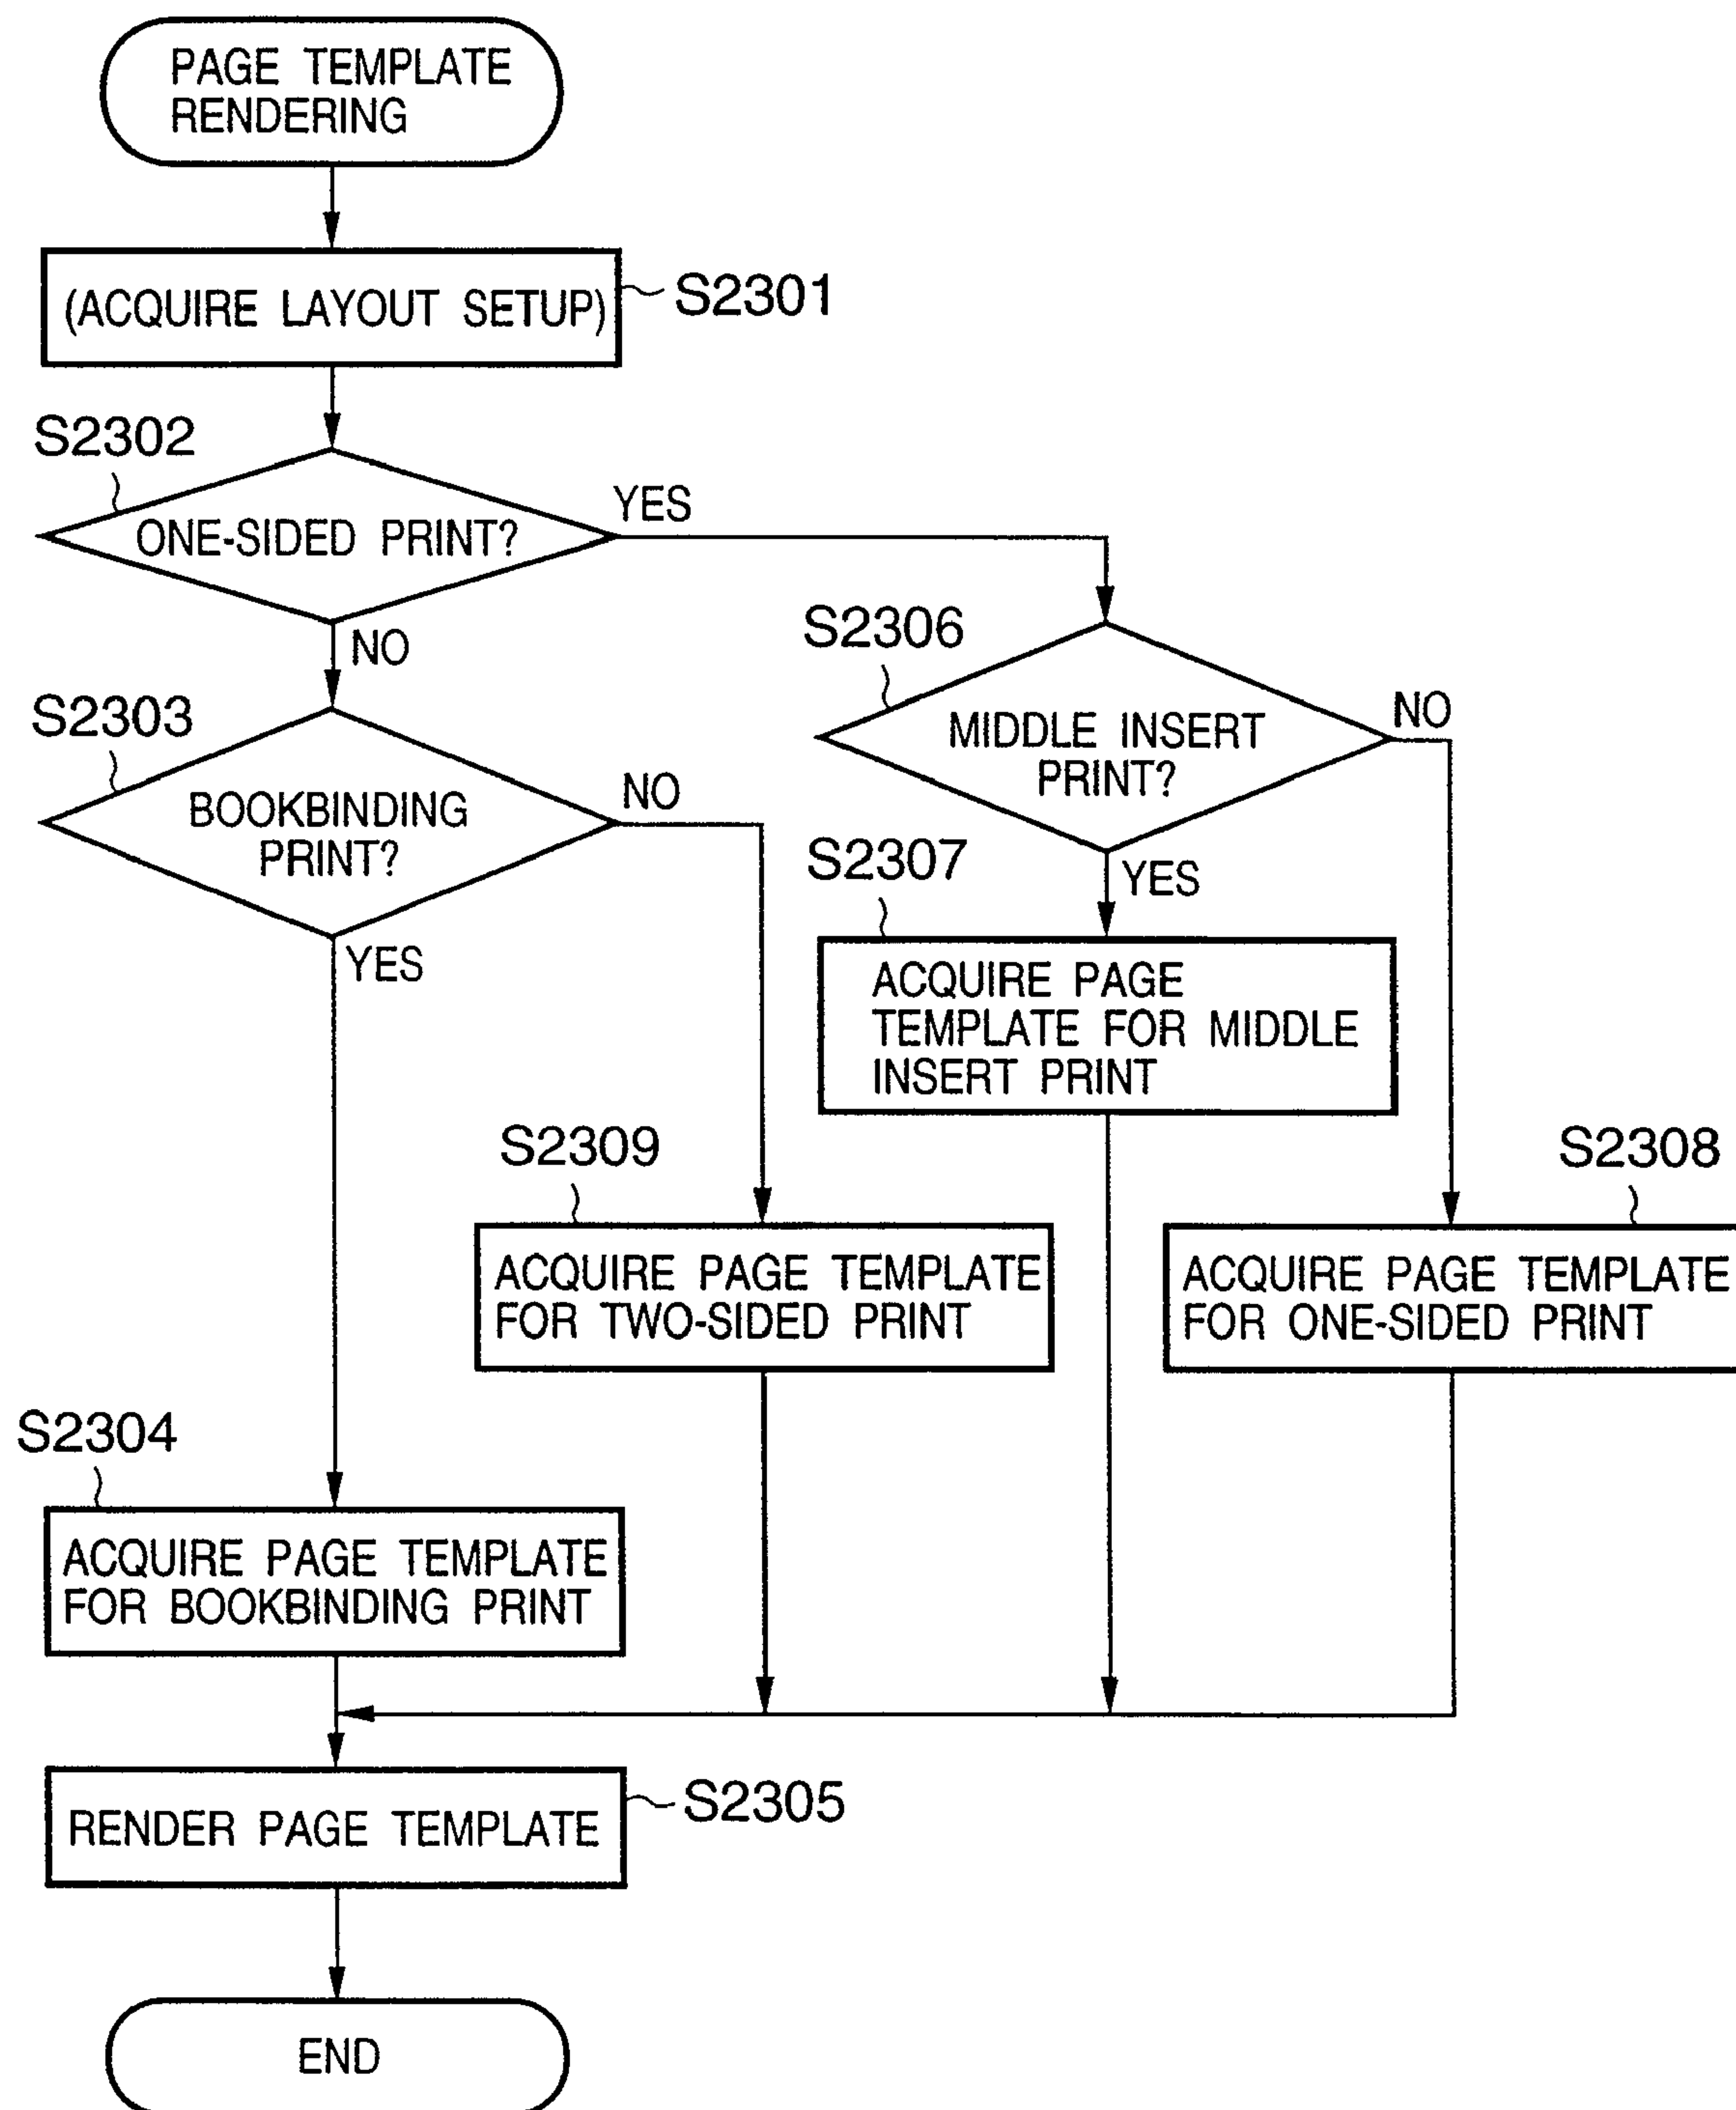 PAGE TEMPLATE
RENDERING
(ACQUIRE LAYOUT SETUP)
S2301
S2302
ONE-SIDED PRINT?
YES
NO
S2303
BOOKBINDING
PRINT?
NO
YES
S2306
MIDDLE INSERT
PRINT?
NO
YES
S2307
ACQUIRE PAGE
TEMPLATE FOR MIDDLE
INSERT PRINT
S2309
ACQUIRE PAGE TEMPLATE
FOR TWO-SIDED PRINT
S2308
ACQUIRE PAGE TEMPLATE
FOR ONE-SIDED PRINT
S2304
ACQUIRE PAGE TEMPLATE
FOR BOOKBINDING PRINT
RENDER PAGE TEMPLATE
S2305
END